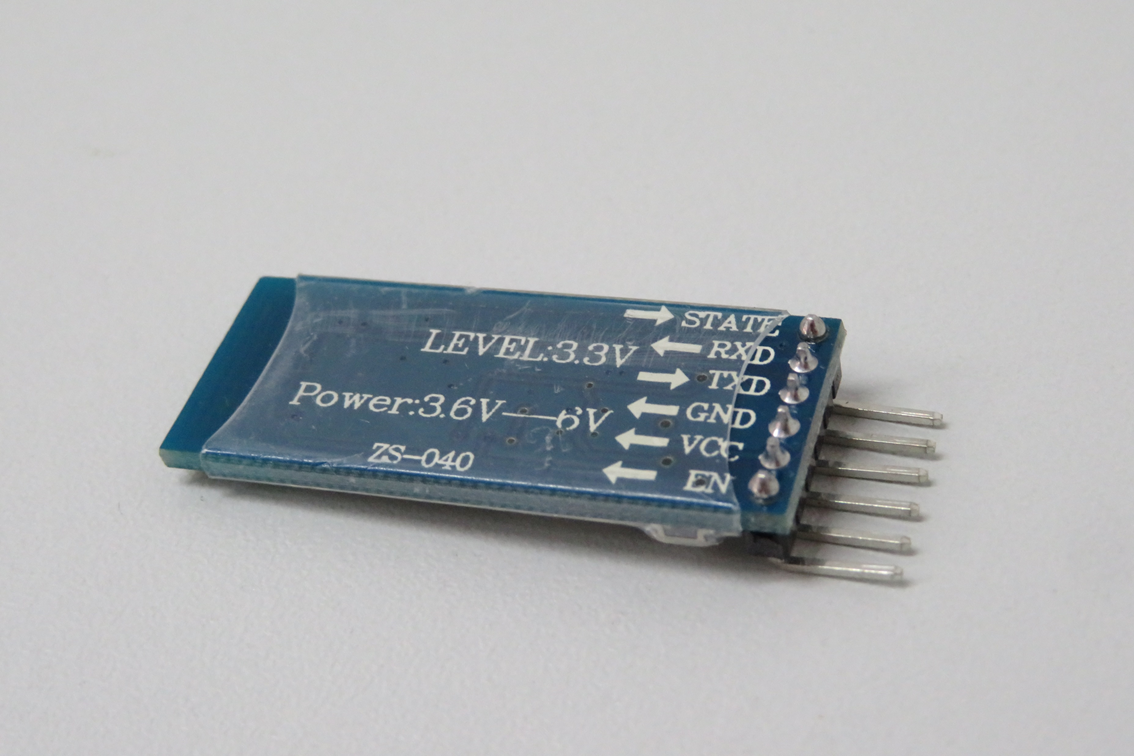 STATE
LEVEL:3.3V RXD
TXD
Power:3.6V—6V GND
VCC
ZS-040 EN